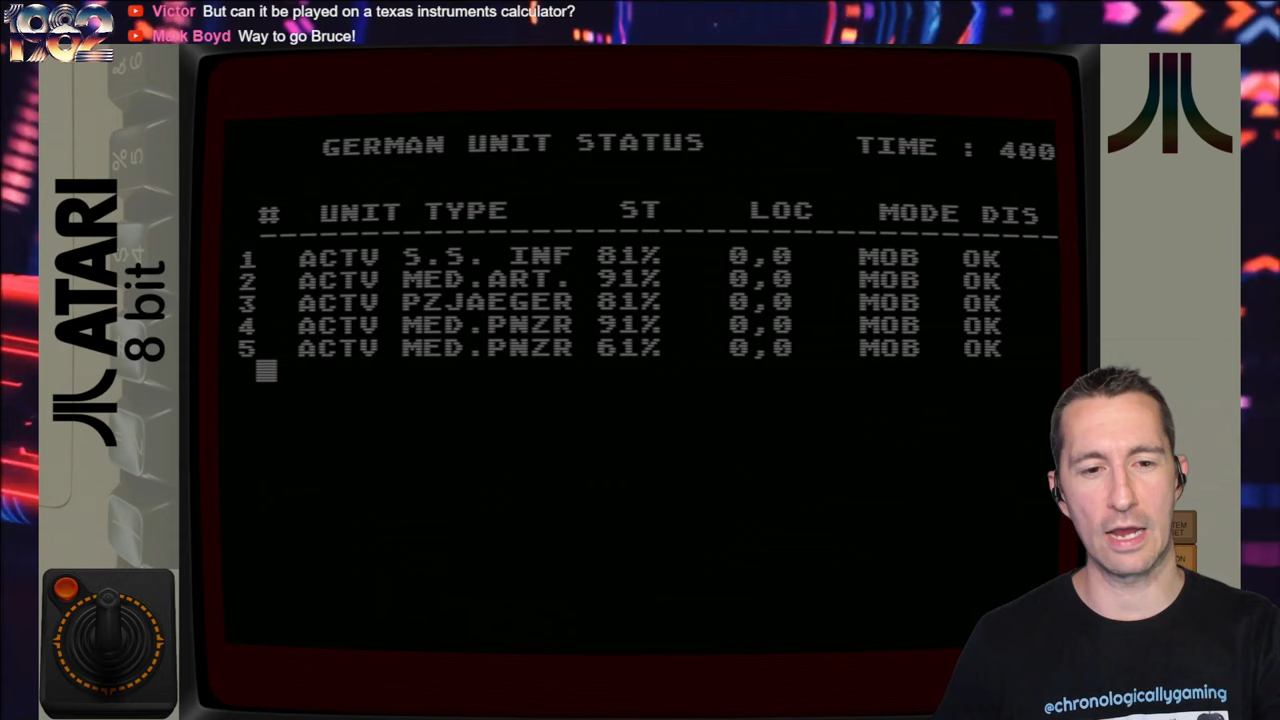 1982
Victor But can it be played on a texas instruments calculator?
Mark Boyd Way to go Bruce!
GERMAN UNIT STATUS TIME : 400
# UNIT TYPE ST LOC MODE DIS
1 ACTV S.S. INF 81% 0,0 MOB OK
2 ACTV MED.ART. 91% 0,0 MOB OK
3 ACTV PZJAEGER 81% 0,0 MOB OK
4 ACTV MED.PNZR 91% 0,0 MOB OK
5 ACTV MED.PNZR 61% 0,0 MOB OK
ATARI
8 bit
@chronologicallygaming